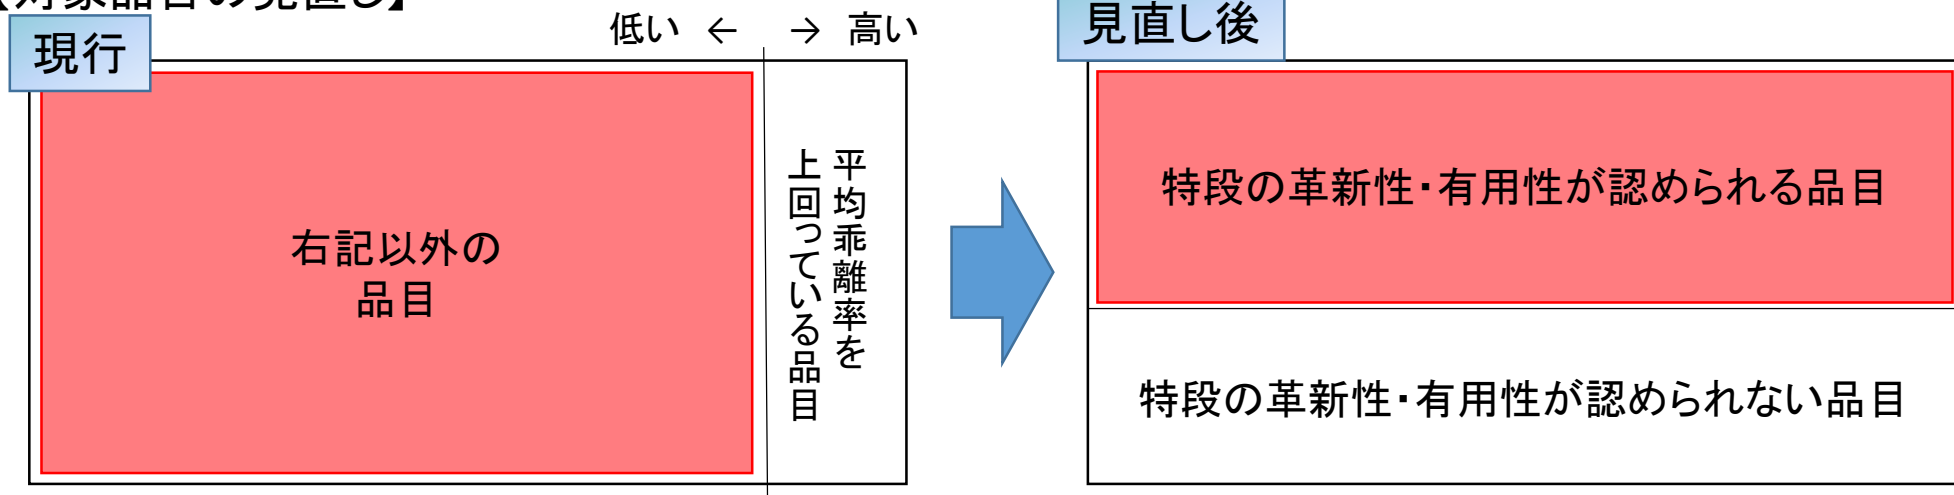 【対象品目の見直し】
現行
低い ← → 高い
右記以外の
品目
平均乖離率を
上回っている品目
見直し後
特段の革新性・有用性が認められる品目
特段の革新性・有用性が認められない品目